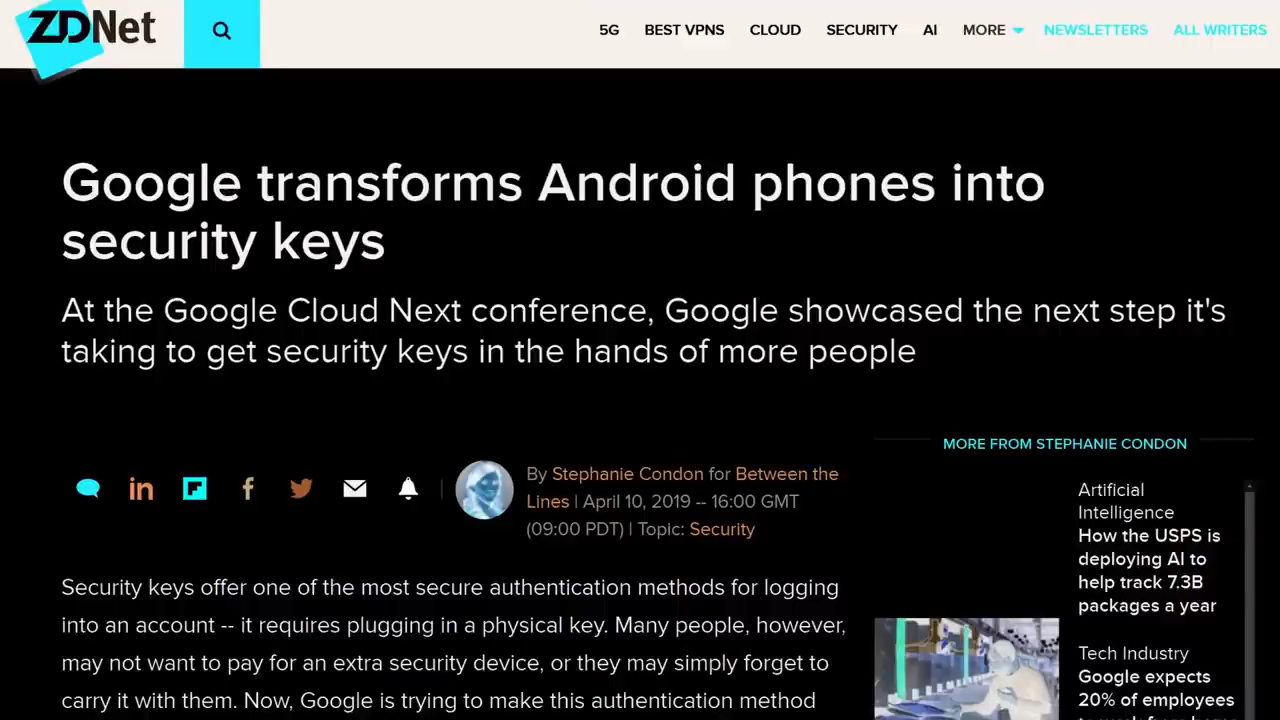 ZDNet
5G BEST VPNS CLOUD SECURITY AI MORE NEWSLETTERS ALL WRITERS
Google transforms Android phones into
security keys
At the Google Cloud Next conference, Google showcased the next step it's
taking to get security keys in the hands of more people
By Stephanie Condon for Between the
Lines | April 10, 2019 -- 16:00 GMT
(09:00 PDT) | Topic: Security
Security keys offer one of the most secure authentication methods for logging
into an account -- it requires plugging in a physical key. Many people, however,
may not want to pay for an extra security device, or they may simply forget to
carry it with them. Now, Google is trying to make this authentication method
MORE FROM STEPHANIE CONDON
Artificial
Intelligence
How the USPS is
deploying AI to
help track 7.3B
packages a year
Tech Industry
Google expects
20% of employees